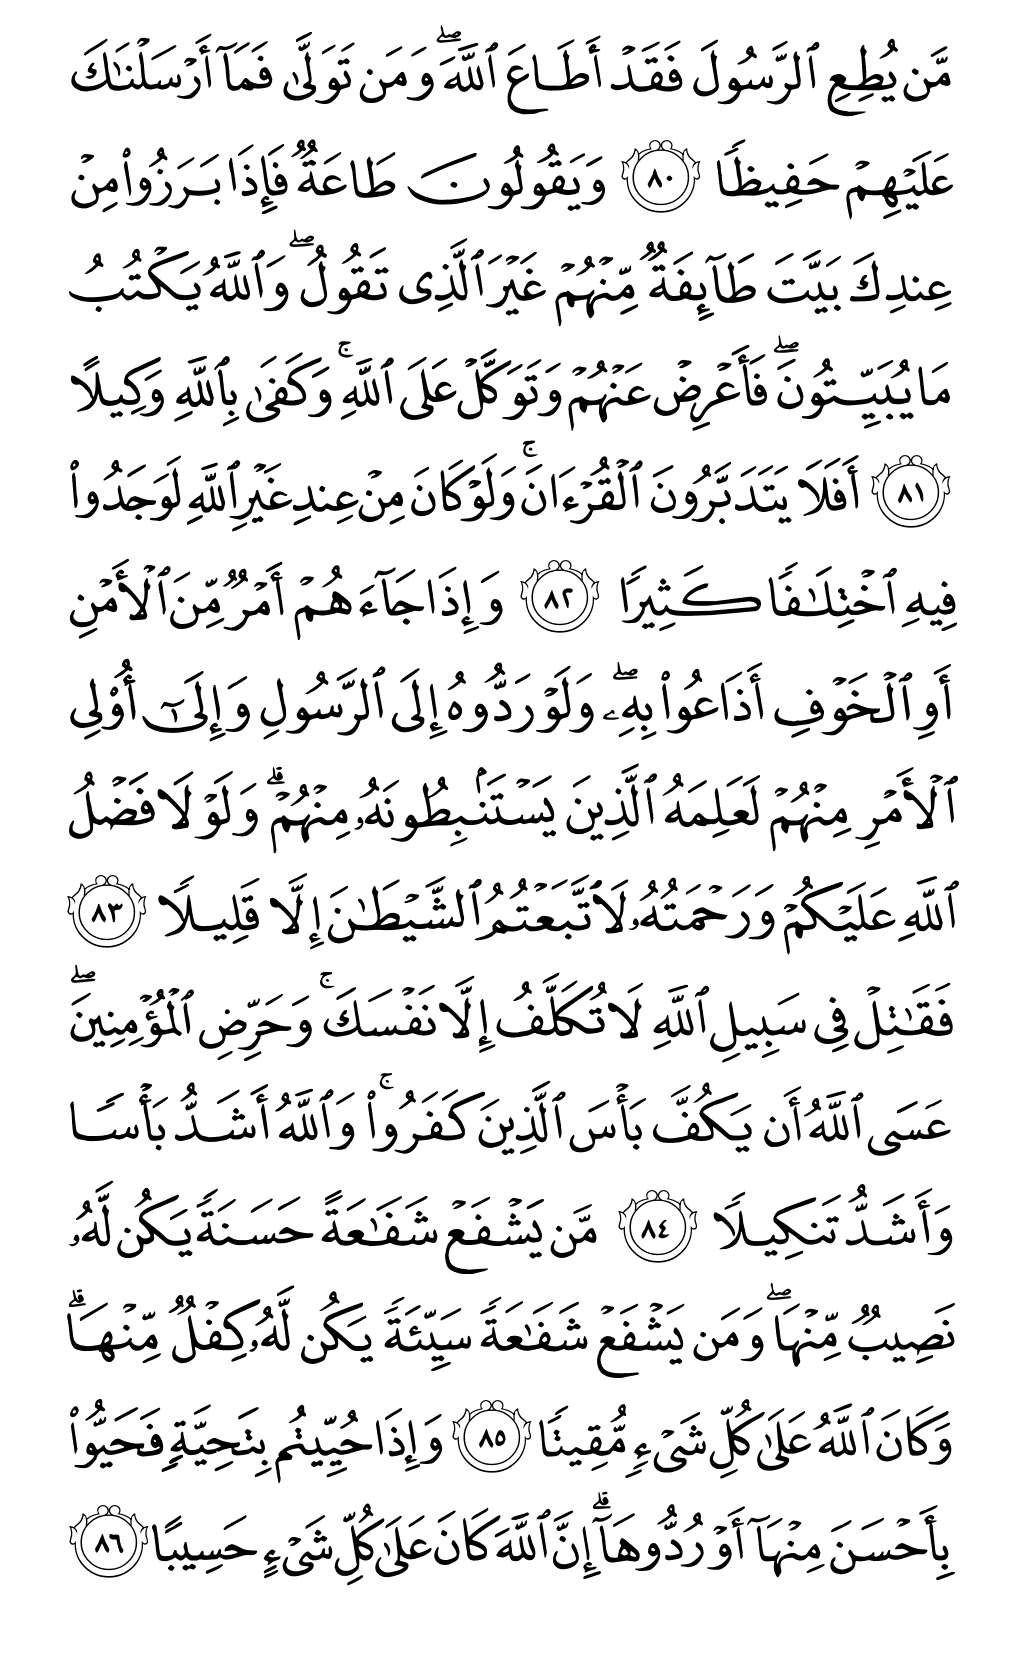 مَّن يُطِعِ ٱلرَّسُولَ فَقَدۡ أَطَاعَ ٱللَّهَۖ وَمَن تَوَلَّىٰ فَمَآ أَرۡسَلۡنَٰكَ
عَلَيۡهِمۡ حَفِيظٗا ٨٠ وَيَقُولُونَ طَاعَةٞ فَإِذَا بَرَزُواْ مِنۡ
عِندِكَ بَيَّتَ طَآئِفَةٞ مِّنۡهُمۡ غَيۡرَ ٱلَّذِي تَقُولُۖ وَٱللَّهُ يَكۡتُبُ
مَا يُبَيِّتُونَۖ فَأَعۡرِضۡ عَنۡهُمۡ وَتَوَكَّلۡ عَلَى ٱللَّهِۚ وَكَفَىٰ بِٱللَّهِ وَكِيلًا
٨١ أَفَلَا يَتَدَبَّرُونَ ٱلۡقُرۡءَانَۚ وَلَوۡ كَانَ مِنۡ عِندِ غَيۡرِ ٱللَّهِ لَوَجَدُواْ
فِيهِ ٱخۡتِلَٰفٗا كَثِيرٗا ٨٢ وَإِذَا جَآءَهُمۡ أَمۡرٞ مِّنَ ٱلۡأَمۡنِ
أَوِ ٱلۡخَوۡفِ أَذَاعُواْ بِهِۦۖ وَلَوۡ رَدُّوهُ إِلَى ٱلرَّسُولِ وَإِلَىٰٓ أُوْلِي
ٱلۡأَمۡرِ مِنۡهُمۡ لَعَلِمَهُ ٱلَّذِينَ يَسۡتَنۢبِطُونَهُۥ مِنۡهُمۡۗ وَلَوۡلَا فَضۡلُ
ٱللَّهِ عَلَيۡكُمۡ وَرَحۡمَتُهُۥ لَٱتَّبَعۡتُمُ ٱلشَّيۡطَٰنَ إِلَّا قَلِيلٗا ٨٣
فَقَٰتِلۡ فِي سَبِيلِ ٱللَّهِ لَا تُكَلَّفُ إِلَّا نَفۡسَكَۚ وَحَرِّضِ ٱلۡمُؤۡمِنِينَۖ
عَسَى ٱللَّهُ أَن يَكُفَّ بَأۡسَ ٱلَّذِينَ كَفَرُواْۚ وَٱللَّهُ أَشَدُّ بَأۡسٗا
وَأَشَدُّ تَنكِيلٗا ٨٤ مَّن يَشۡفَعۡ شَفَٰعَةً حَسَنَةٗ يَكُن لَّهُۥ
نَصِيبٞ مِّنۡهَاۖ وَمَن يَشۡفَعۡ شَفَٰعَةٗ سَيِّئَةٗ يَكُن لَّهُۥ كِفۡلٞ مِّنۡهَاۗ
وَكَانَ ٱللَّهُ عَلَىٰ كُلِّ شَيۡءٖ مُّقِيتٗا ٨٥ وَإِذَا حُيِّيتُم بِتَحِيَّةٖ فَحَيُّواْ
بِأَحۡسَنَ مِنۡهَآ أَوۡ رُدُّوهَآۗ إِنَّ ٱللَّهَ كَانَ عَلَىٰ كُلِّ شَيۡءٍ حَسِيبًا ٨٦